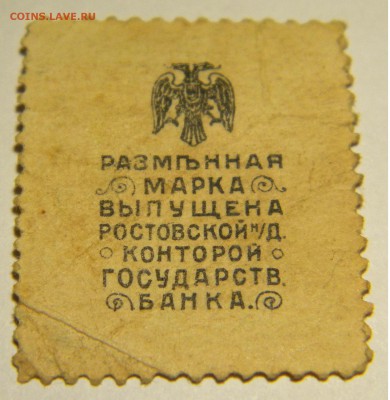 COINS.LAVE.RU
РАЗМѢННАЯ
МАРКА
ВЫПУЩЕНА
РОСТОВСКОЙ Н/Д.
КОНТОРОЙ
ГОСУДАРСТВ.
БАНКА.